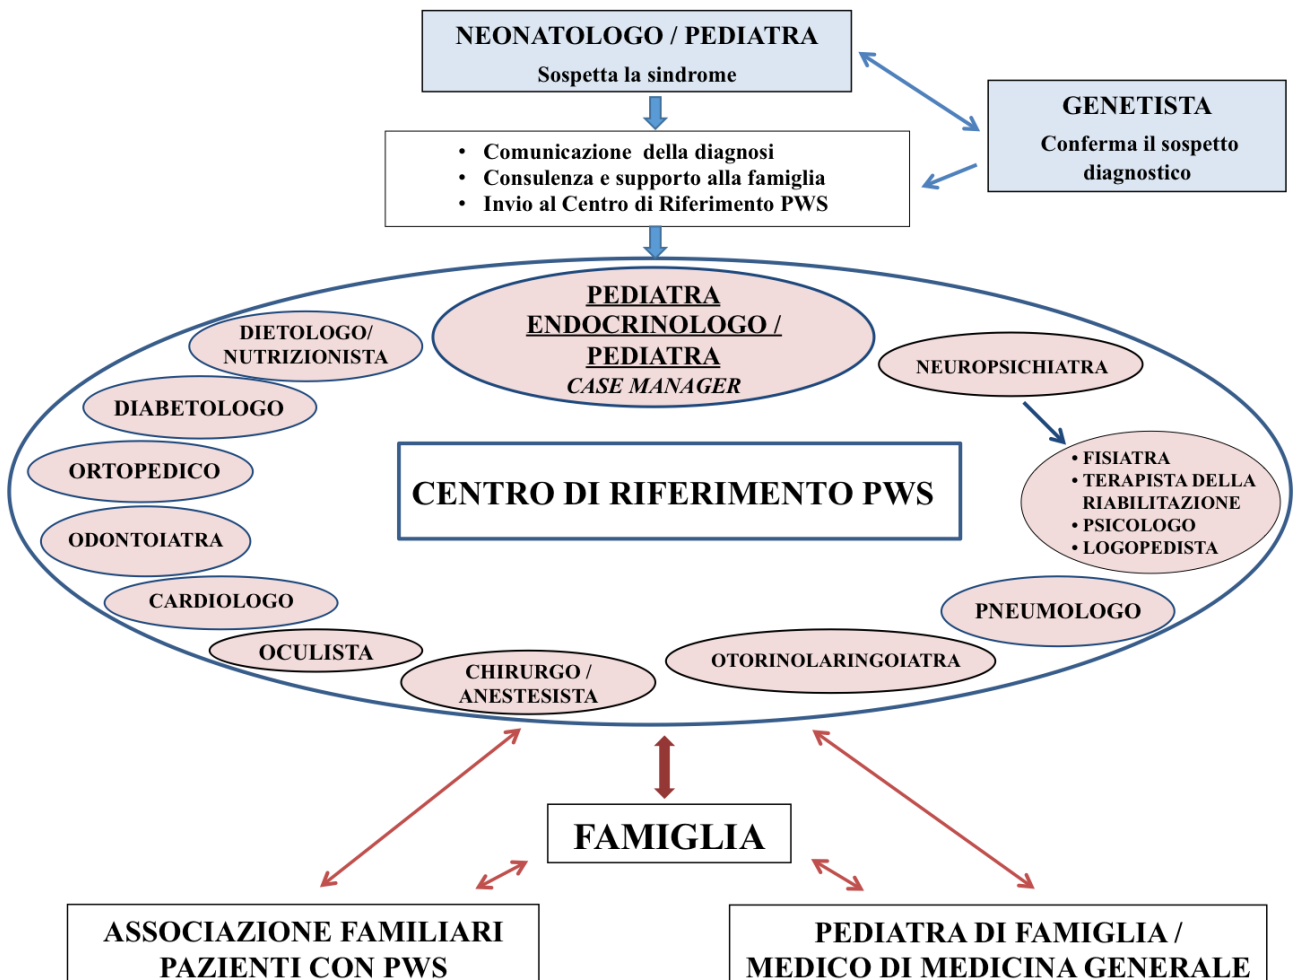 NEONATOLOGO / PEDIATRA
Sospetta la sindrome
GENETISTA
Conferma il sospetto
diagnostico
• Comunicazione della diagnosi
• Consulenza e supporto alla famiglia
• Invio al Centro di Riferimento PWS
PEDIATRA
ENDOCRINOLOGO /
PEDIATRA
CASE MANAGER
DIETOLOGO/
NUTRIZIONISTA
NEUROPSICHIATRA
DIABETOLOGO
ORTOPEDICO
• FISIATRA
• TERAPISTA DELLA
RIABILITAZIONE
• PSICOLOGO
• LOGOPEDISTA
CENTRO DI RIFERIMENTO PWS
ODONTOIATRA
CARDIOLOGO
PNEUMOLOGO
OCULISTA
CHIRURGO /
ANESTESISTA
OTORINOLARINGOIATRA
FAMIGLIA
ASSOCIAZIONE FAMILIARI
PAZIENTI CON PWS
PEDIATRA DI FAMIGLIA /
MEDICO DI MEDICINA GENERALE